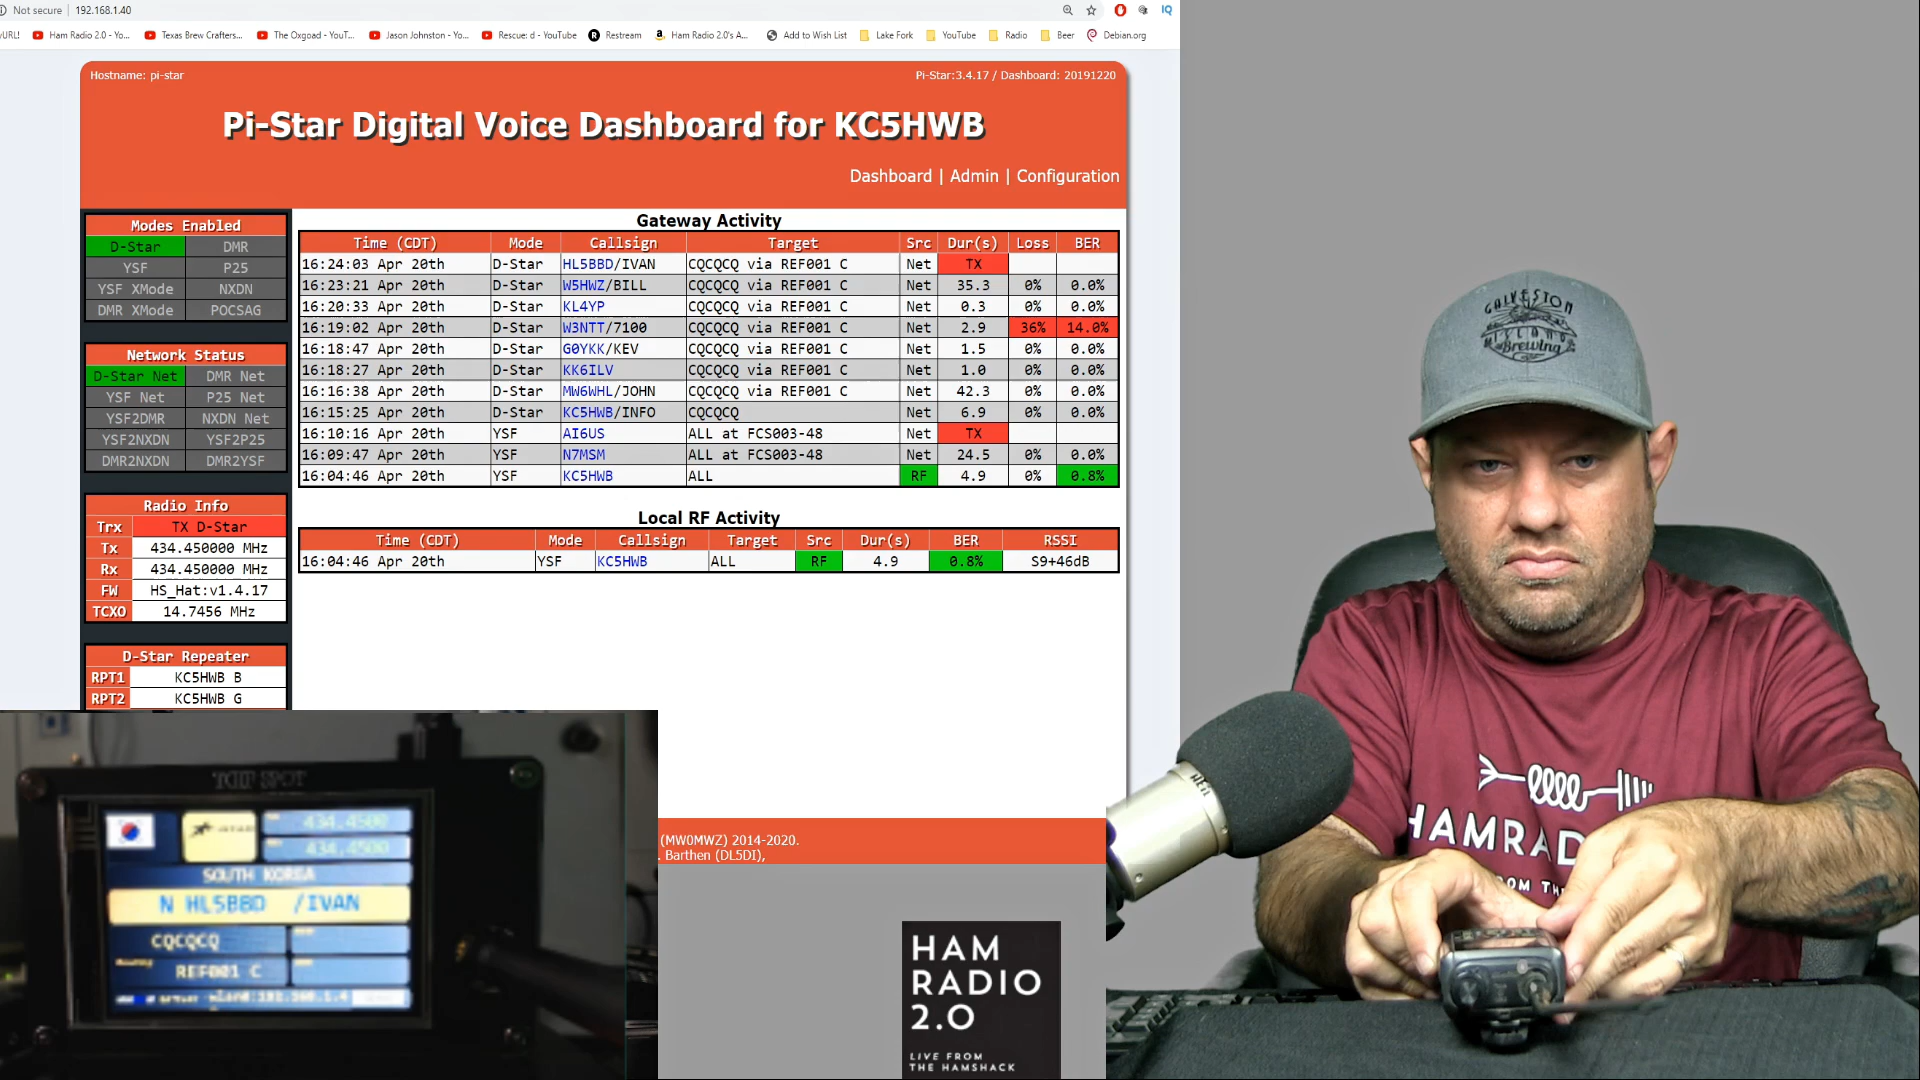 Not secure | 192.168.1.40
IQ
yURL! Ham Radio 2.0 - Yo... Texas Brew Crafters... The Oxgoad - YouT... Jason Johnston - Yo... Rescue: d - YouTube Restream Ham Radio 2.0's A... Add to Wish List Lake Fork YouTube Radio Beer Debian.org
Hostname: pi-star Pi-Star:3.4.17 / Dashboard: 20191220
Pi-Star Digital Voice Dashboard for KC5HWB
Dashboard | Admin | Configuration
Modes Enabled
D-Star DMR
YSF P25
YSF XMode NXDN
DMR XMode POCSAG
Network Status
D-Star Net DMR Net
YSF Net P25 Net
YSF2DMR NXDN Net
YSF2NXDN YSF2P25
DMR2NXDN DMR2YSF
Radio Info
Trx TX D-Star
Tx 434.450000 MHz
Rx 434.450000 MHz
FW HS_Hat:v1.4.17
TCXO 14.7456 MHz
D-Star Repeater
RPT1 KC5HWB B
RPT2 KC5HWB G
Gateway Activity
Time (CDT) Mode Callsign Target Src Dur(s) Loss BER
16:24:03 Apr 20th D-Star HL5BBD/IVAN CQCQCQ via REF001 C Net TX
16:23:21 Apr 20th D-Star W5HWZ/BILL CQCQCQ via REF001 C Net 35.3 0% 0.0%
16:20:33 Apr 20th D-Star KL4YP CQCQCQ via REF001 C Net 0.3 0% 0.0%
16:19:02 Apr 20th D-Star W3NTT/7100 CQCQCQ via REF001 C Net 2.9 36% 14.0%
16:18:47 Apr 20th D-Star G0YKK/KEV CQCQCQ via REF001 C Net 1.5 0% 0.0%
16:18:27 Apr 20th D-Star KK6ILV CQCQCQ via REF001 C Net 1.0 0% 0.0%
16:16:38 Apr 20th D-Star MW6WHL/JOHN CQCQCQ via REF001 C Net 42.3 0% 0.0%
16:15:25 Apr 20th D-Star KC5HWB/INFO CQCQCQ Net 6.9 0% 0.0%
16:10:16 Apr 20th YSF AI6US ALL at FCS003-48 Net TX
16:09:47 Apr 20th YSF N7MSM ALL at FCS003-48 Net 24.5 0% 0.0%
16:04:46 Apr 20th YSF KC5HWB ALL RF 4.9 0% 0.8%
Local RF Activity
Time (CDT) Mode Callsign Target Src Dur(s) BER RSSI
16:04:46 Apr 20th YSF KC5HWB ALL RF 4.9 0.8% S9+46dB
(MW0MWZ) 2014-2020.
. Barthen (DL5DI),
434.4500
434.4500
SOUTH KOREA
N HL5BBD /IVAN
CQCQCQ
REF001 C
HAM
RADIO
2.0
LIVE FROM
THE HAMSHACK
GALVESTON
ISLAND
Brewing
HAMRAD